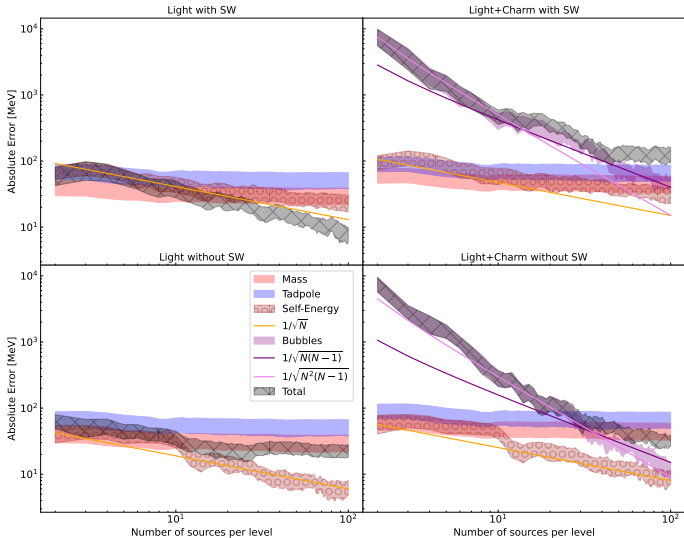 Light with SW
Light+Charm with SW
Absolute Error [MeV]
10^4
10^3
10^2
10^1
Light without SW
Light+Charm without SW
Absolute Error [MeV]
10^4
10^3
10^2
10^1
Mass
Tadpole
Self-Energy
1/√N
Bubbles
1/√N(N−1)
1/√N^2(N−1)
Total
10^1
10^2
10^1
10^2
Number of sources per level
Number of sources per level